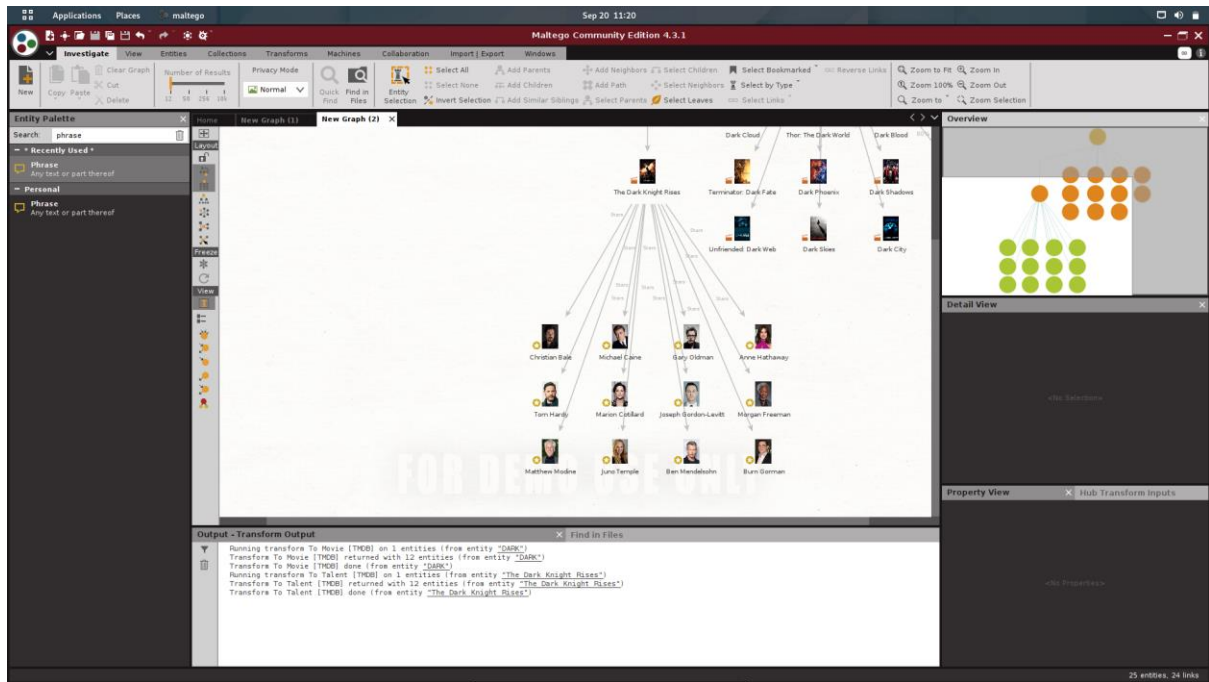 Applications Places maltego Sep 20 11:20
Maltego Community Edition 4.3.1
Investigate View Entities Collections Transforms Machines Collaboration Import | Export Windows
New
Copy Paste
Clear Graph
Cut
Delete
Number of Results
12 50 256 10k
Privacy Mode
Normal
Quick Find
Find in Files
Entity Selection
Select All
Select None
Invert Selection
Add Parents
Add Children
Add Similar Siblings
Add Neighbors
Add Path
Select Parents
Select Children
Select Neighbors
Select Leaves
Select Bookmarked
Select by Type
Select Links
Reverse Links
Zoom to Fit
Zoom 100%
Zoom to
Zoom In
Zoom Out
Zoom Selection
Entity Palette
Search: phrase
* Recently Used *
Phrase
Any text or part thereof
Personal
Phrase
Any text or part thereof
Home New Graph (1) New Graph (2)
Layout
Freeze
View
Dark Cloud Thor: The Dark World Dark Blood
The Dark Knight Rises Terminator: Dark Fate Dark Phoenix Dark Shadows
Unfriended: Dark Web Dark Skies Dark City
Christian Bale Michael Caine Gary Oldman Anne Hathaway
Tom Hardy Marion Cotillard Joseph Gordon-Levitt Morgan Freeman
Matthew Modine Juno Temple Ben Mendelsohn Burn Gorman
FOR DEMO USE ONLY
Output - Transform Output Find in Files
Running transform To Movie [TMDB] on 1 entities (from entity "DARK")
Transform To Movie [TMDB] returned with 12 entities (from entity "DARK")
Transform To Movie [TMDB] done (from entity "DARK")
Running transform To Talent [TMDB] on 1 entities (from entity "The Dark Knight Rises")
Transform To Talent [TMDB] returned with 12 entities (from entity "The Dark Knight Rises")
Transform To Talent [TMDB] done (from entity "The Dark Knight Rises")
Overview
Detail View
<No Selection>
Property View Hub Transform Inputs
<No Properties>
25 entities, 24 links